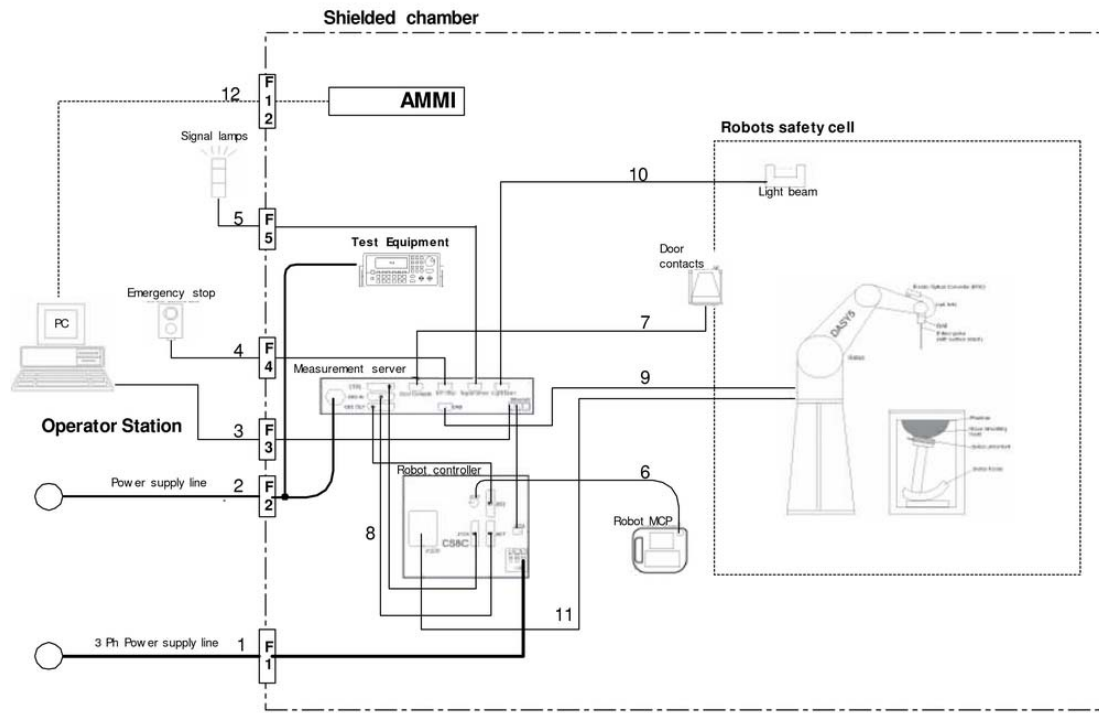 Shielded chamber
F
1
2
12
AMMI
Signal lamps
Robots safety cell
10
Light beam
5
F
5
Test Equipment
Door
contacts
Emergency stop
PC
DASY5
7
4
F
4
Measurement server
9
Operator Station
3
F
3
Power supply line
2
F
2
Robot controller
6
8
CS8C
Robot MCP
11
3 Ph Power supply line
1
F
1